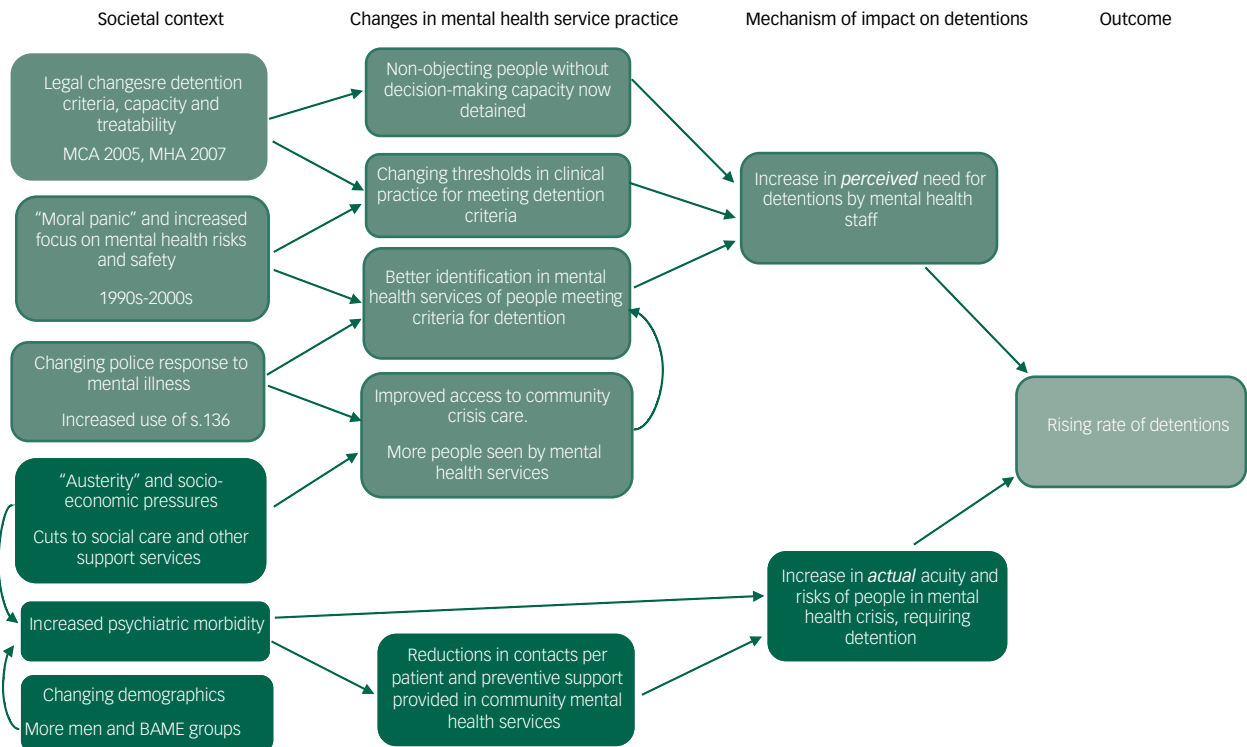 Societal context
Changes in mental health service practice
Mechanism of impact on detentions
Outcome
Legal changesre detention
criteria, capacity and
treatability
MCA 2005, MHA 2007
“Moral panic” and increased
focus on mental health risks
and safety
1990s-2000s
Changing police response to
mental illness
Increased use of s.136
“Austerity” and socio-
economic pressures
Cuts to social care and other
support services
Increased psychiatric morbidity
Changing demographics
More men and BAME groups
Non-objecting people without
decision-making capacity now
detained
Changing thresholds in clinical
practice for meeting detention
criteria
Better identification in mental
health services of people meeting
criteria for detention
Improved access to community
crisis care.
More people seen by mental
health services
Reductions in contacts per
patient and preventive support
provided in community mental
health services
Increase in perceived need for
detentions by mental health
staff
Increase in actual acuity and
risks of people in mental
health crisis, requiring
detention
Rising rate of detentions